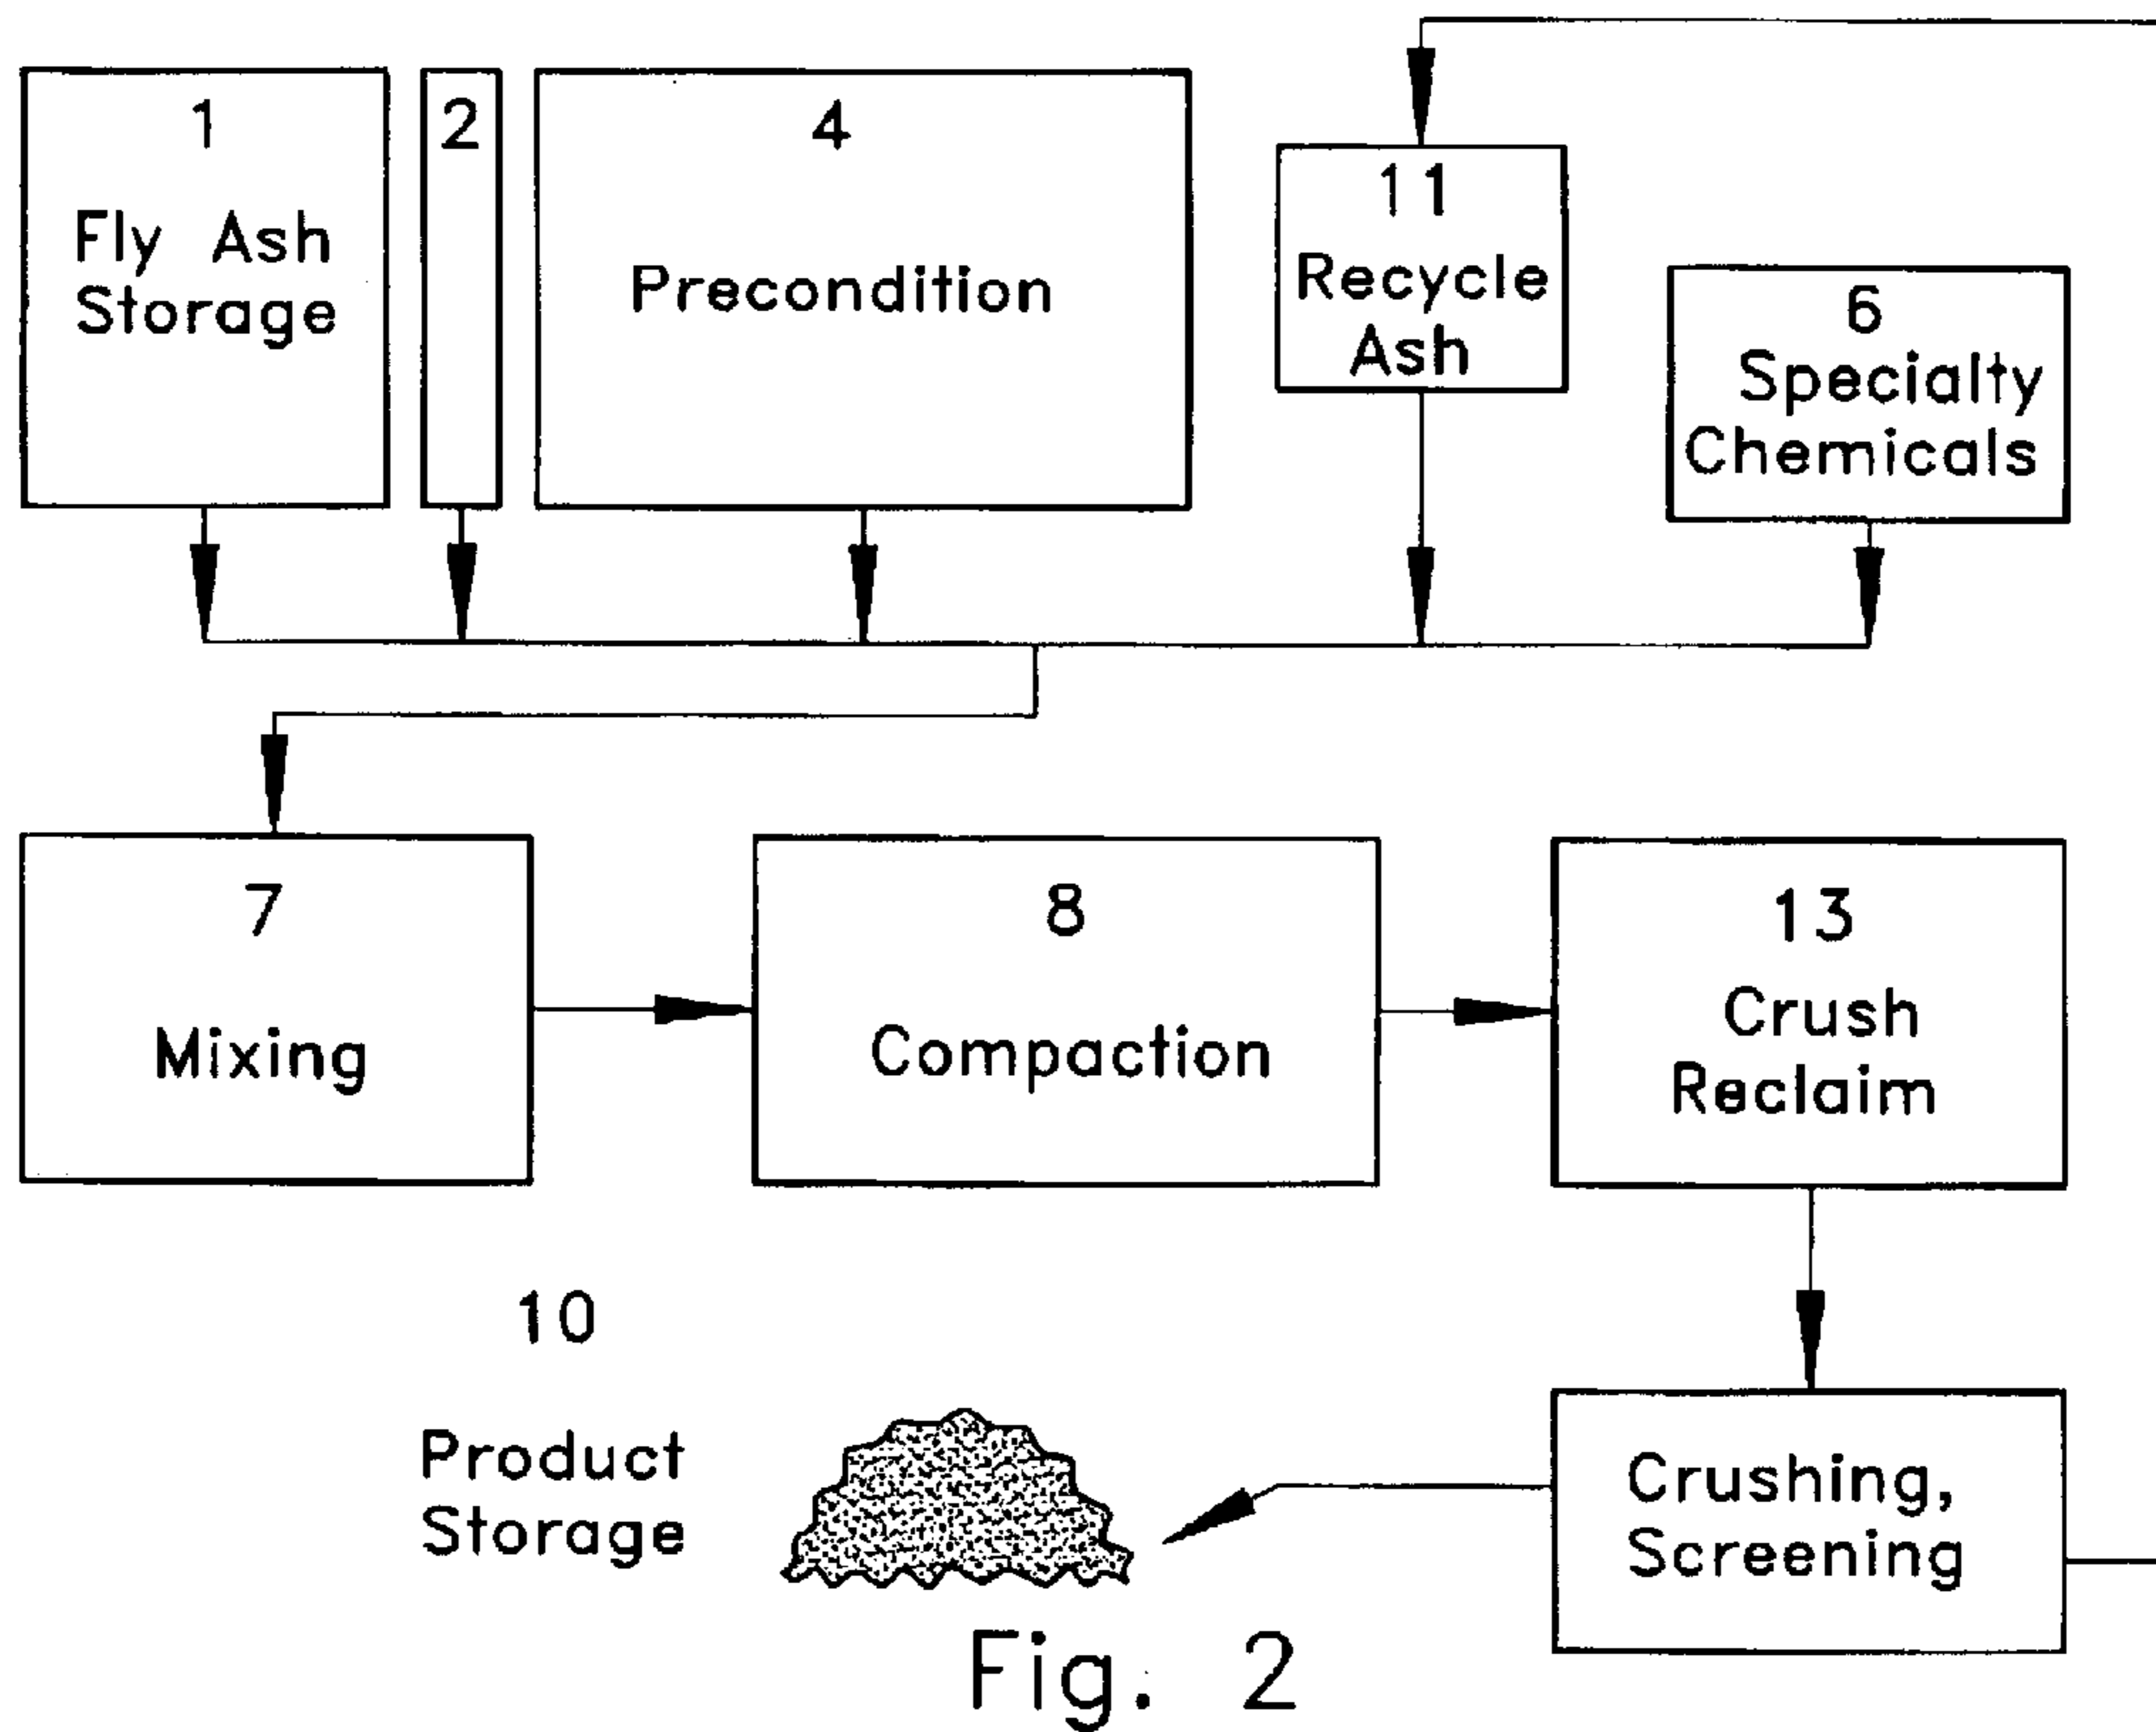 1
Fly Ash
Storage
2
4
Precondition
11
Recycle
Ash
6
Specialty
Chemicals
7
Mixing
8
Compaction
13
Crush
Reclaim
10
Product
Storage
Crushing,
Screening
Fig. 2